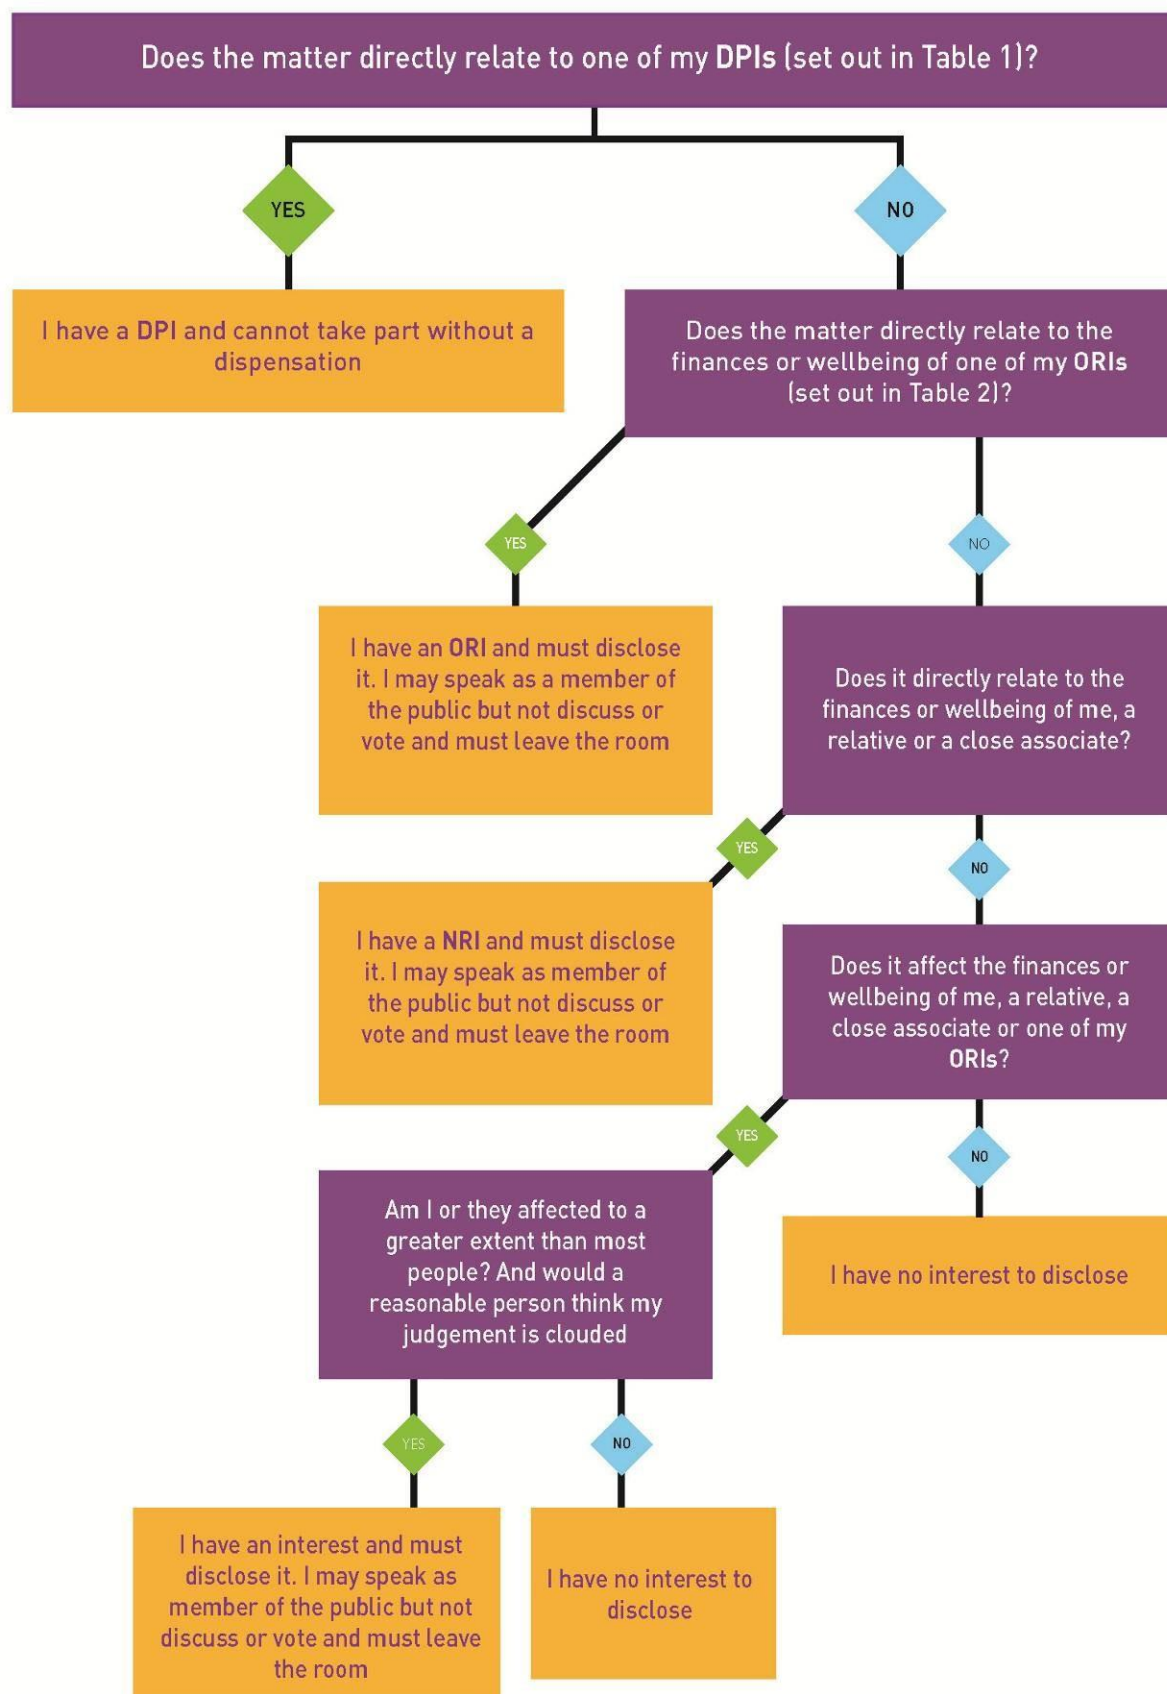 Does the matter directly relate to one of my DPIs (set out in Table 1)?
YES
NO
I have a DPI and cannot take part without a
dispensation
Does the matter directly relate to the
finances or wellbeing of one of my ORIs
(set out in Table 2)?
YES
NO
I have an ORI and must disclose
it. I may speak as a member of
the public but not discuss or
vote and must leave the room
Does it directly relate to the
finances or wellbeing of me, a
relative or a close associate?
YES
NO
I have a NRI and must disclose
it. I may speak as member of
the public but not discuss or
vote and must leave the room
Does it affect the finances or
wellbeing of me, a relative, a
close associate or one of my
ORIs?
YES
NO
Am I or they affected to a
greater extent than most
people? And would a
reasonable person think my
judgement is clouded
I have no interest to disclose
YES
NO
I have an interest and must
disclose it. I may speak as
member of the public but not
discuss or vote and must leave
the room
I have no interest to
disclose